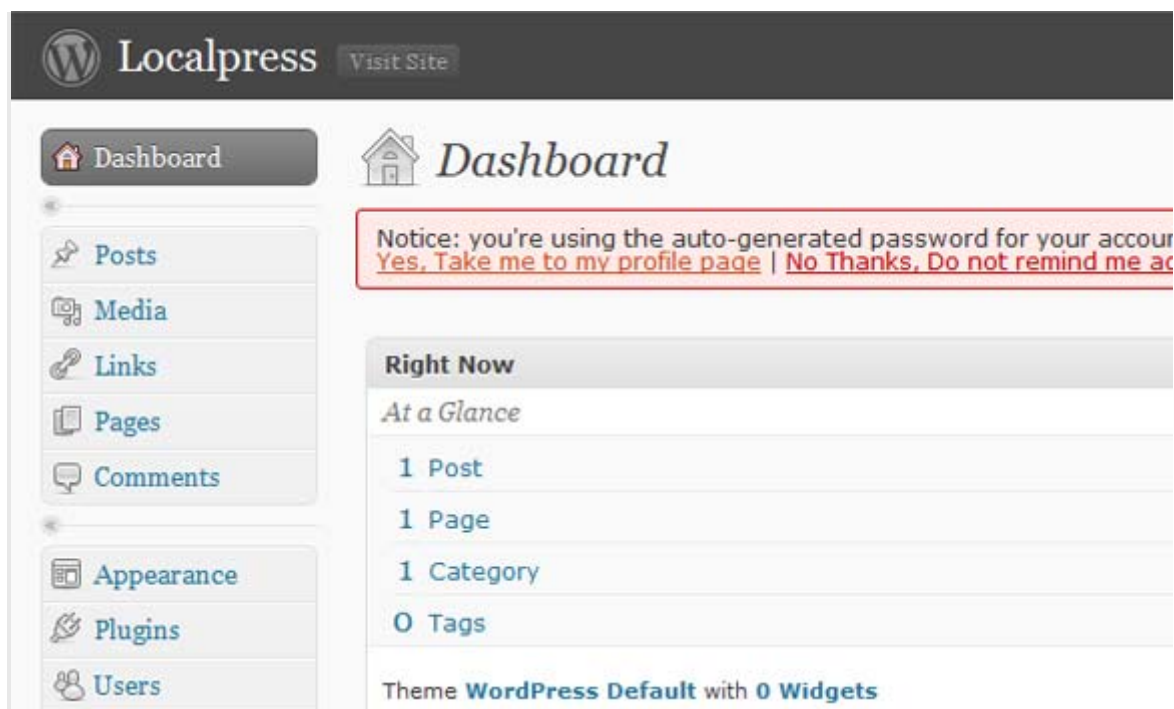 Localpress Visit Site
Dashboard
Posts
Media
Links
Pages
Comments
Appearance
Plugins
Users
Dashboard
Notice: you're using the auto-generated password for your
Yes, Take me to my profile page | No Thanks, Do not remind me
Right Now
At a Glance
1 Post
1 Page
1 Category
0 Tags
Theme WordPress Default with 0 Widgets